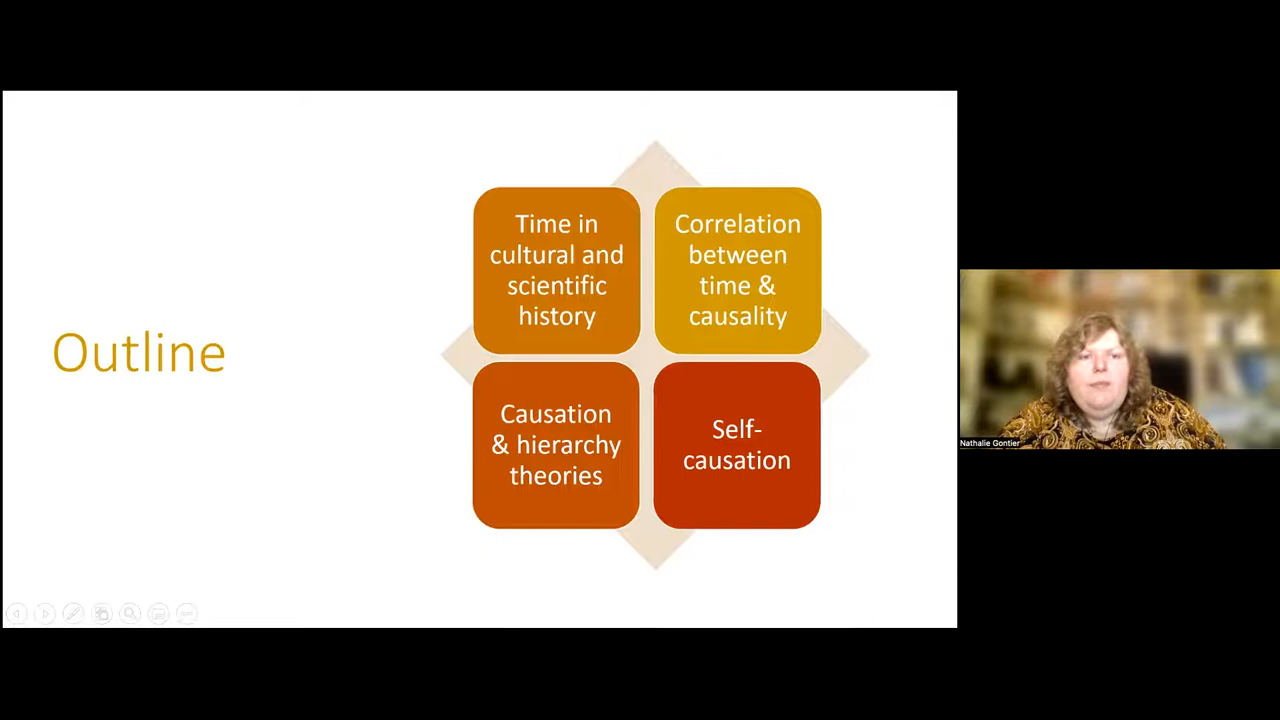 Outline
Time in
cultural and
scientific
history
Correlation
between
time &
causality
Causation
& hierarchy
theories
Self-
causation
Nathalie Gontier